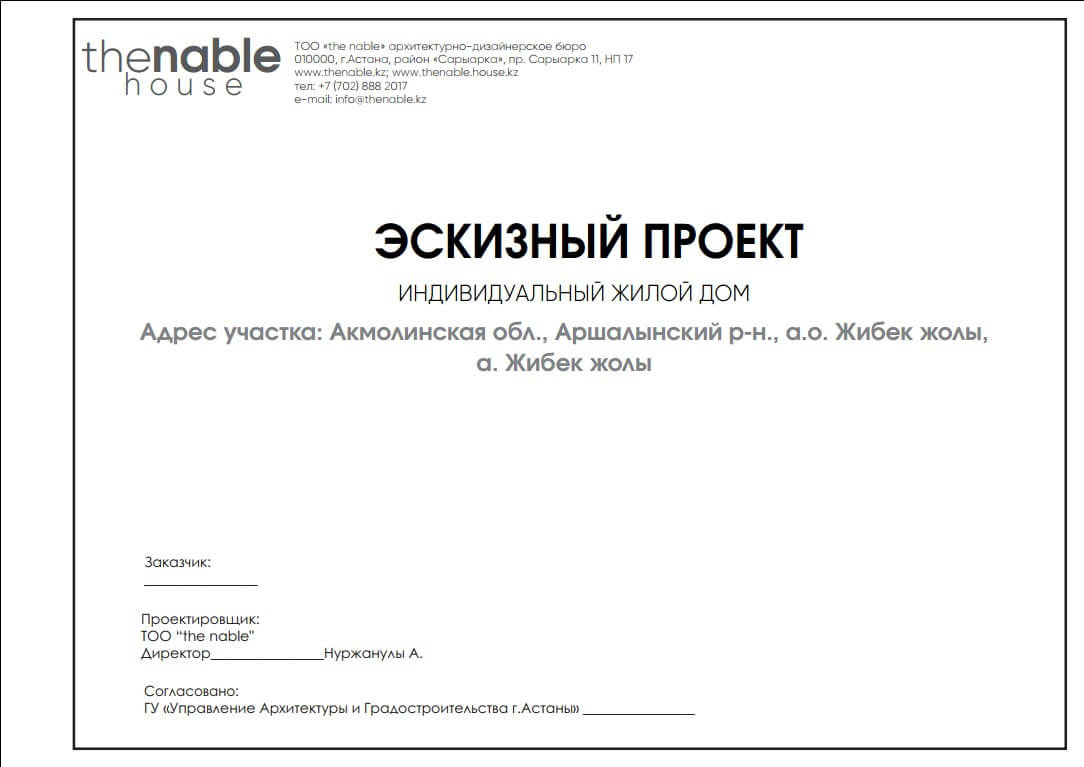 thenable
house
ТОО «the nable» архитектурно-дизайнерское бюро
010000, г.Астана, район «Сарыарка», пр. Сарыарка 11, НП 17
www.thenable.kz; www.thenable.house.kz
тел: +7 (702) 888 2017
e-mail: info@thenable.kz
ЭСКИЗНЫЙ ПРОЕКТ
ИНДИВИДУАЛЬНЫЙ ЖИЛОЙ ДОМ
Адрес участка: Акмолинская обл., Аршалынский р-н., а.о. Жибек жолы,
а. Жибек жолы
Заказчик:
Проектировщик:
ТОО “the nable”
Директор________________Нуржанулы А.
Согласовано:
ГУ «Управление Архитектуры и Градостроительства г.Астаны» ________________